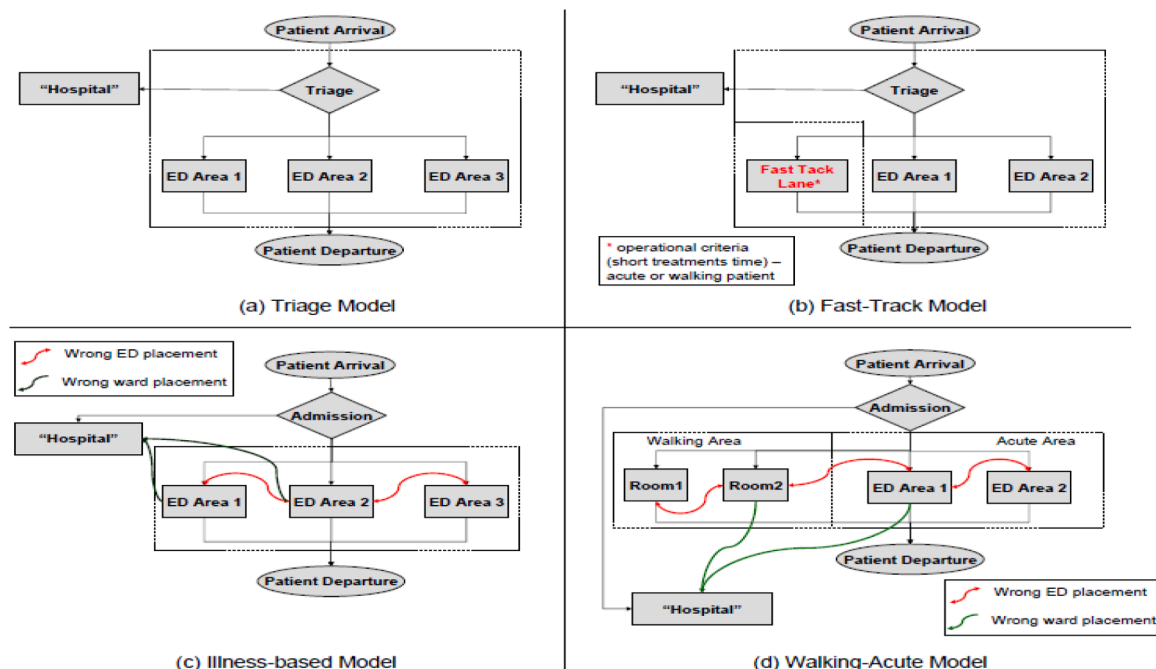 Patient Arrival
"Hospital"
Triage
ED Area 1
ED Area 2
ED Area 3
Patient Departure
(a) Triage Model
Patient Arrival
"Hospital"
Triage
Fast Tack
Lane*
ED Area 1
ED Area 2
Patient Departure
* operational criteria
(short treatments time) –
acute or walking patient
(b) Fast-Track Model
Wrong ED placement
Wrong ward placement
Patient Arrival
Admission
"Hospital"
ED Area 1
ED Area 2
ED Area 3
Patient Departure
(c) Illness-based Model
Patient Arrival
Admission
Walking Area
Acute Area
Room1
Room2
ED Area 1
ED Area 2
Patient Departure
"Hospital"
Wrong ED placement
Wrong ward placement
(d) Walking-Acute Model